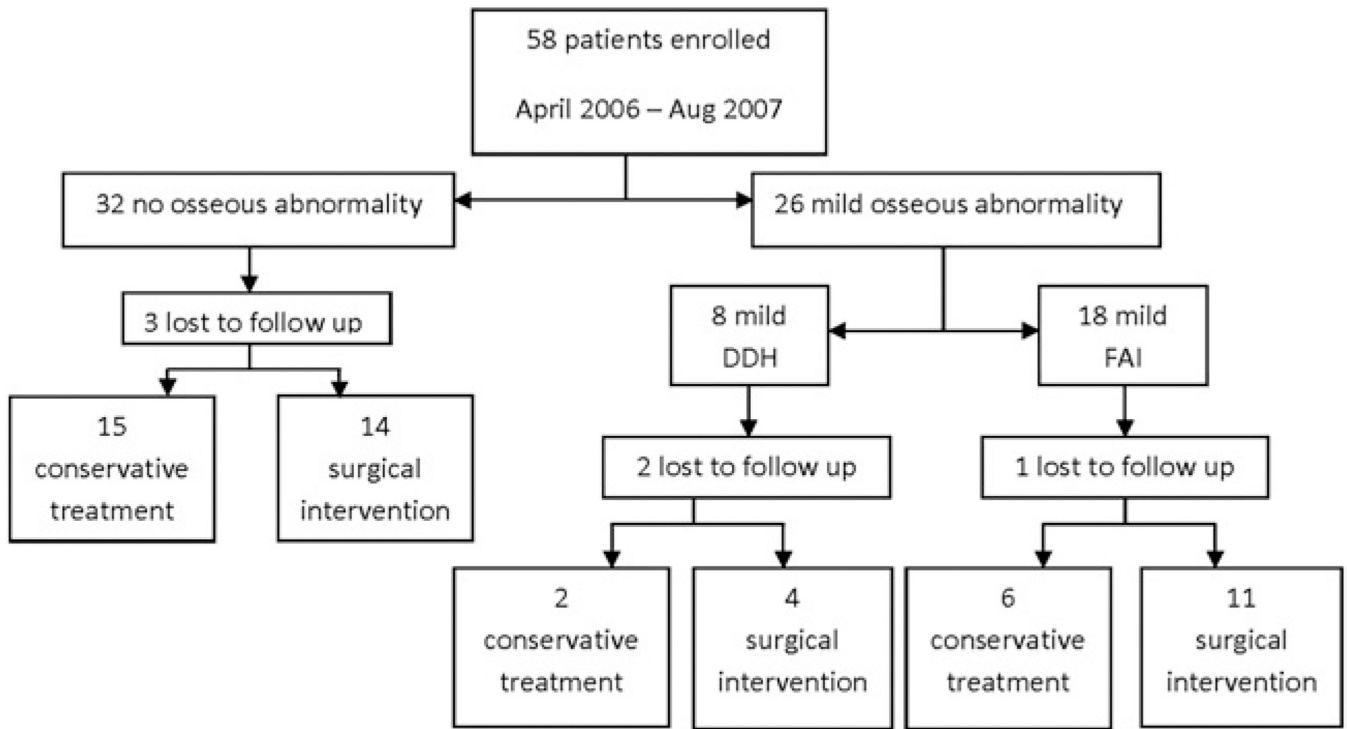 58 patients enrolled
April 2006 – Aug 2007
32 no osseous abnormality
26 mild osseous abnormality
3 lost to follow up
8 mild
DDH
18 mild
FAI
15
conservative
treatment
14
surgical
intervention
2 lost to follow up
1 lost to follow up
2
conservative
treatment
4
surgical
intervention
6
conservative
treatment
11
surgical
intervention